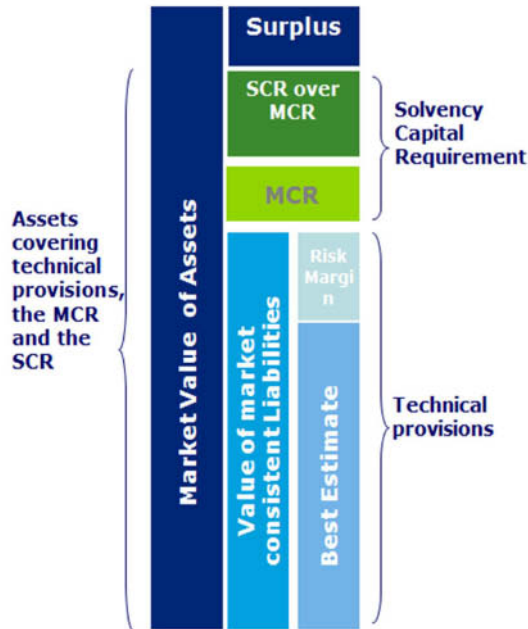 Surplus
SCR over
MCR
Solvency
Capital
Requirement
MCR
Assets
covering
technical
provisions,
the MCR
and the
SCR
Market Value of Assets
Value of market
consistent Liabilities
Risk
Margi
n
Best Estimate
Technical
provisions